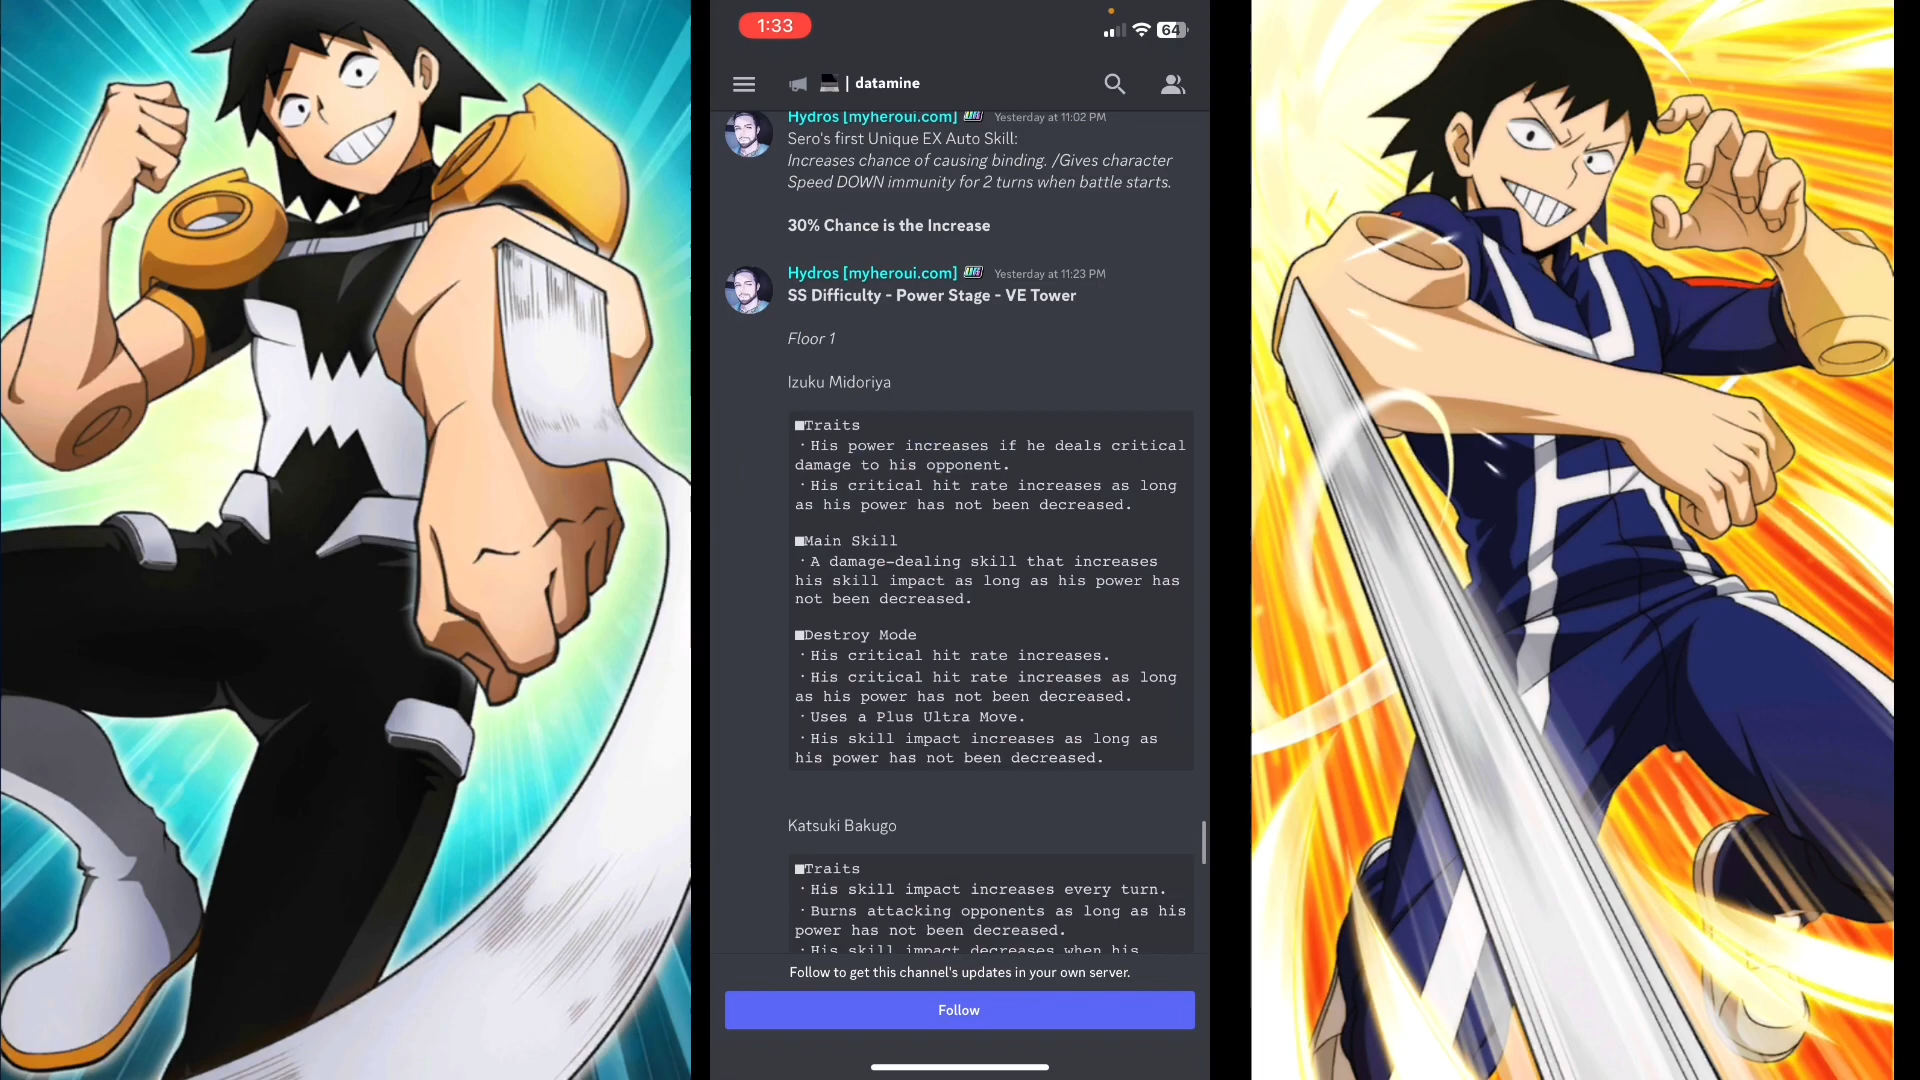 1:33
64
| datamine
Hydros [myheroui.com] Yesterday at 11:02 PM
Sero's first Unique EX Auto Skill:
Increases chance of causing binding. /Gives character
Speed DOWN immunity for 2 turns when battle starts.
30% Chance is the Increase
Hydros [myheroui.com] Yesterday at 11:23 PM
SS Difficulty - Power Stage - VE Tower
Floor 1
Izuku Midoriya
■Traits
・His power increases if he deals critical
damage to his opponent.
・His critical hit rate increases as long
as his power has not been decreased.
■Main Skill
・A damage-dealing skill that increases
his skill impact as long as his power has
not been decreased.
■Destroy Mode
・His critical hit rate increases.
・His critical hit rate increases as long
as his power has not been decreased.
・Uses a Plus Ultra Move.
・His skill impact increases as long as
his power has not been decreased.
Katsuki Bakugo
■Traits
・His skill impact increases every turn.
・Burns attacking opponents as long as his
power has not been decreased.
・His skill impact decreases when his
Follow to get this channel's updates in your own server.
Follow